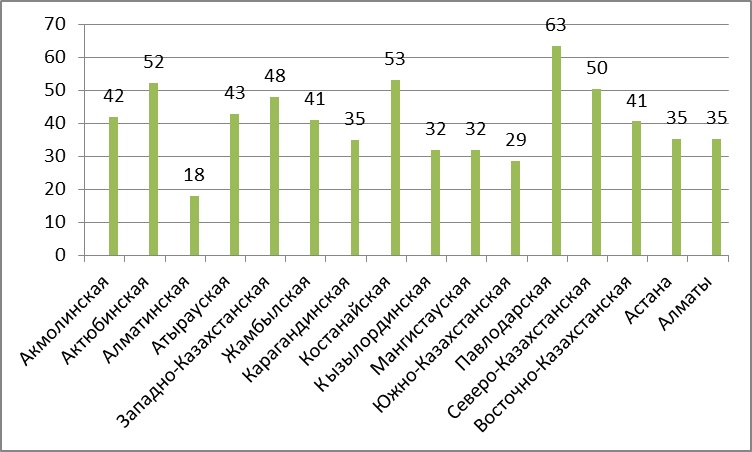 70
60
50
40
30
20
10
0
42
52
18
43
48
41
35
53
32
32
29
63
50
41
35
35
Акмолинская
Актюбинская
Алматинская
Атырауская
Западно-Казахстанская
Жамбылская
Карагандинская
Костанайская
Кызылординская
Мангистауская
Южно-Казахстанская
Павлодарская
Северо-Казахстанская
Восточно-Казахстанская
Астана
Алматы